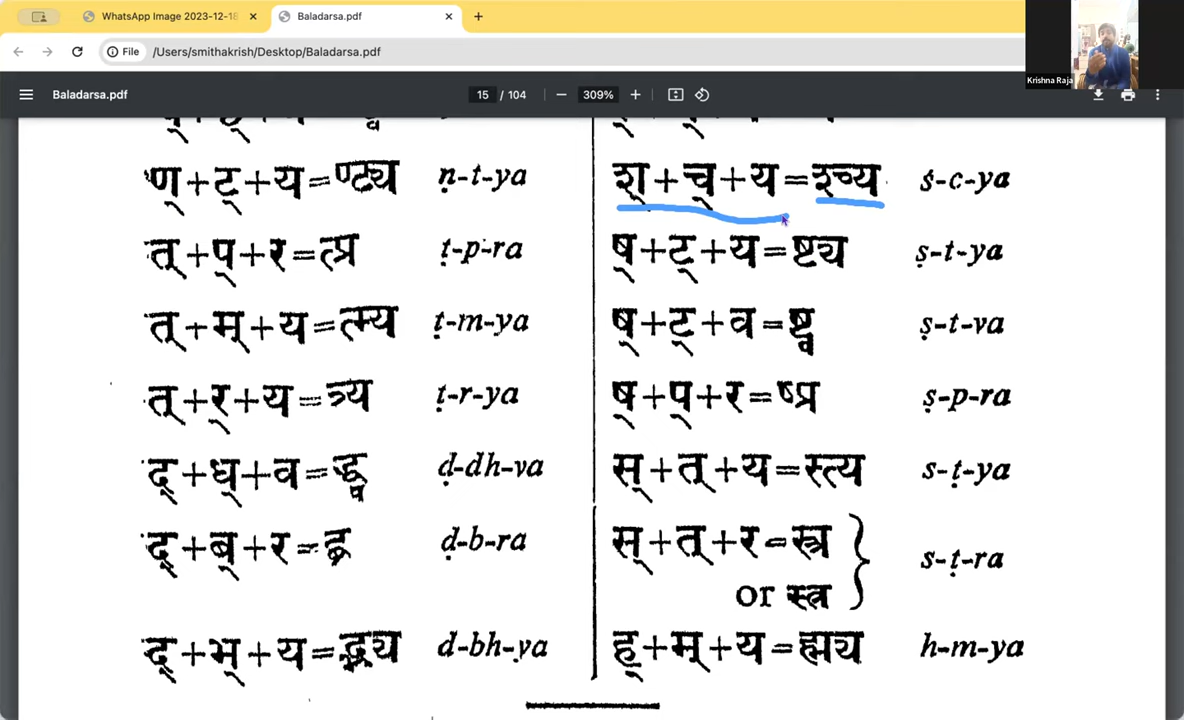 WhatsApp Image 2023-12-18
Baladarsa.pdf
File
/Users/smithakrish/Desktop/Baladarsa.pdf
Krishna Raja
Baladarsa.pdf
15 / 104
309%
ण्+ट्+य=ण्ट्य ṇ-t-ya
त्+प्+र=त्प्र ṭ-p-ra
त्+म्+य=त्म्य ṭ-m-ya
त्+र्+य=त्र्य ṭ-r-ya
द्+ध्+व=द्ध्व ḍ-dh-va
द्+ब्+र=द्ब्र ḍ-b-ra
द्+भ्+य=द्भ्य d-bh-ya
श्+च्+य=श्च्य ś-c-ya
ष्+ट्+य=ष्ट्य ṣ-t-ya
ष्+ट्+व=ष्ट्व ṣ-t-va
ष्+प्+र=ष्प्र ṣ-p-ra
स्+त्+य=स्त्य s-ṭ-ya
स्+त्+र=स्त्र s-ṭ-ra
or स्त्र
ह्+म्+य=ह्म्य h-m-ya